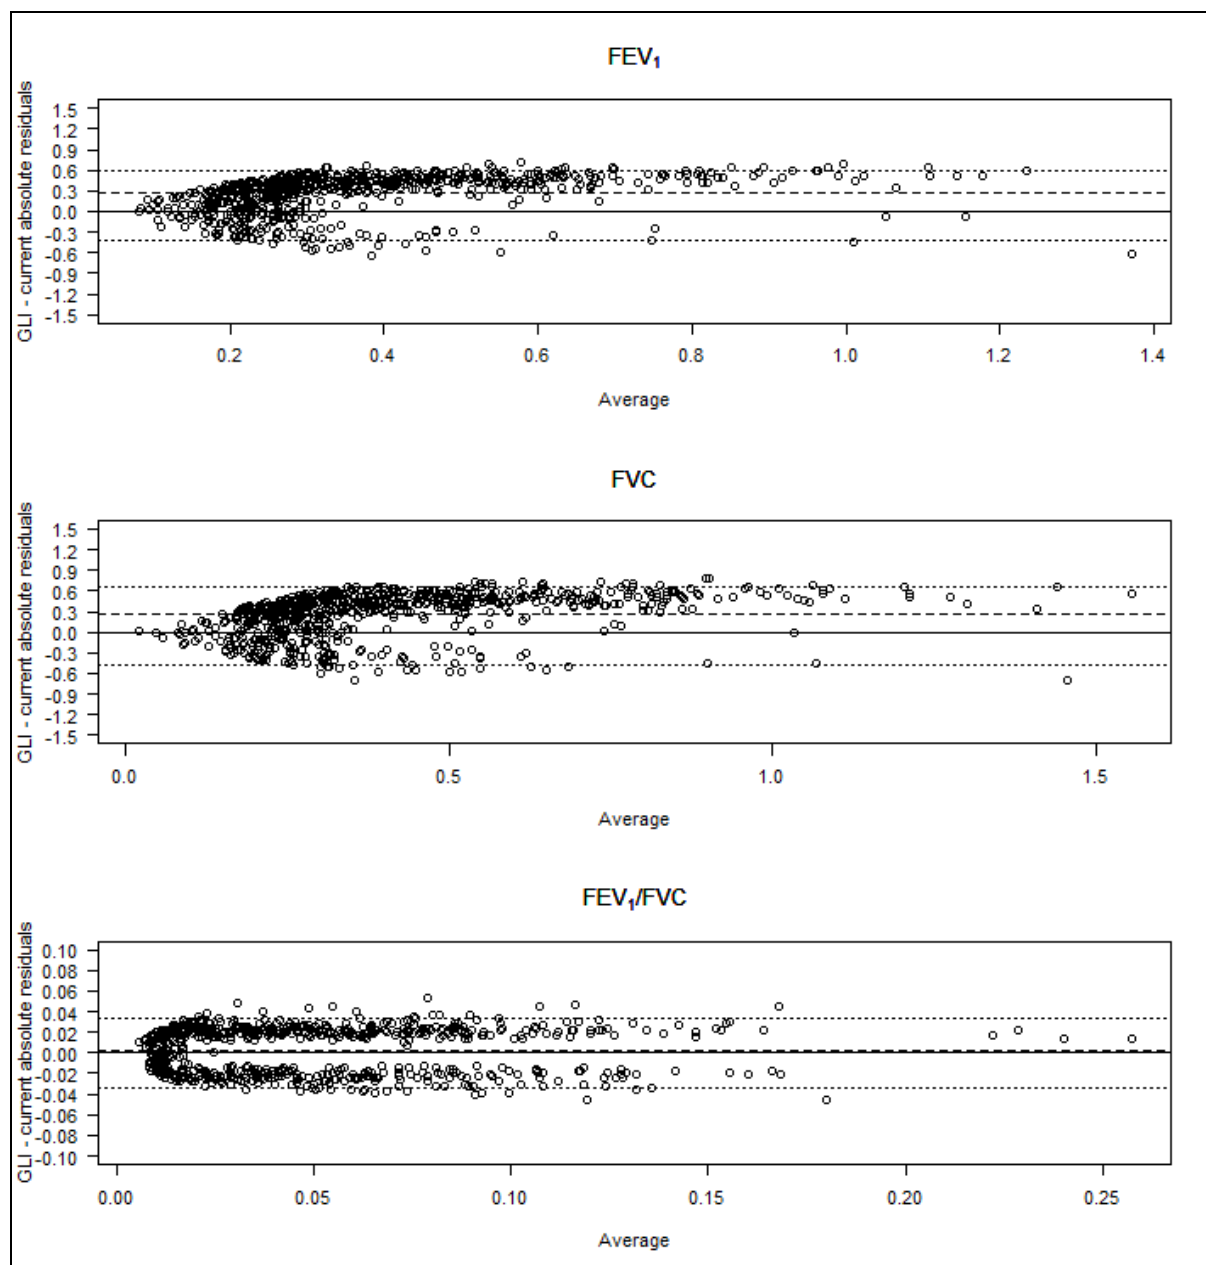 FEV₁
GLI - current absolute residuals
1.5
1.2
0.9
0.6
0.3
0.0
-0.3
-0.6
-0.9
-1.2
-1.5
0.2 0.4 0.6 0.8 1.0 1.2 1.4
Average
FVC
GLI - current absolute residuals
1.5
1.2
0.9
0.6
0.3
0.0
-0.3
-0.6
-0.9
-1.2
-1.5
0.0 0.5 1.0 1.5
Average
FEV₁/FVC
GLI - current absolute residuals
0.10
0.08
0.06
0.04
0.02
0.00
-0.02
-0.04
-0.06
-0.08
-0.10
0.00 0.05 0.10 0.15 0.20 0.25
Average